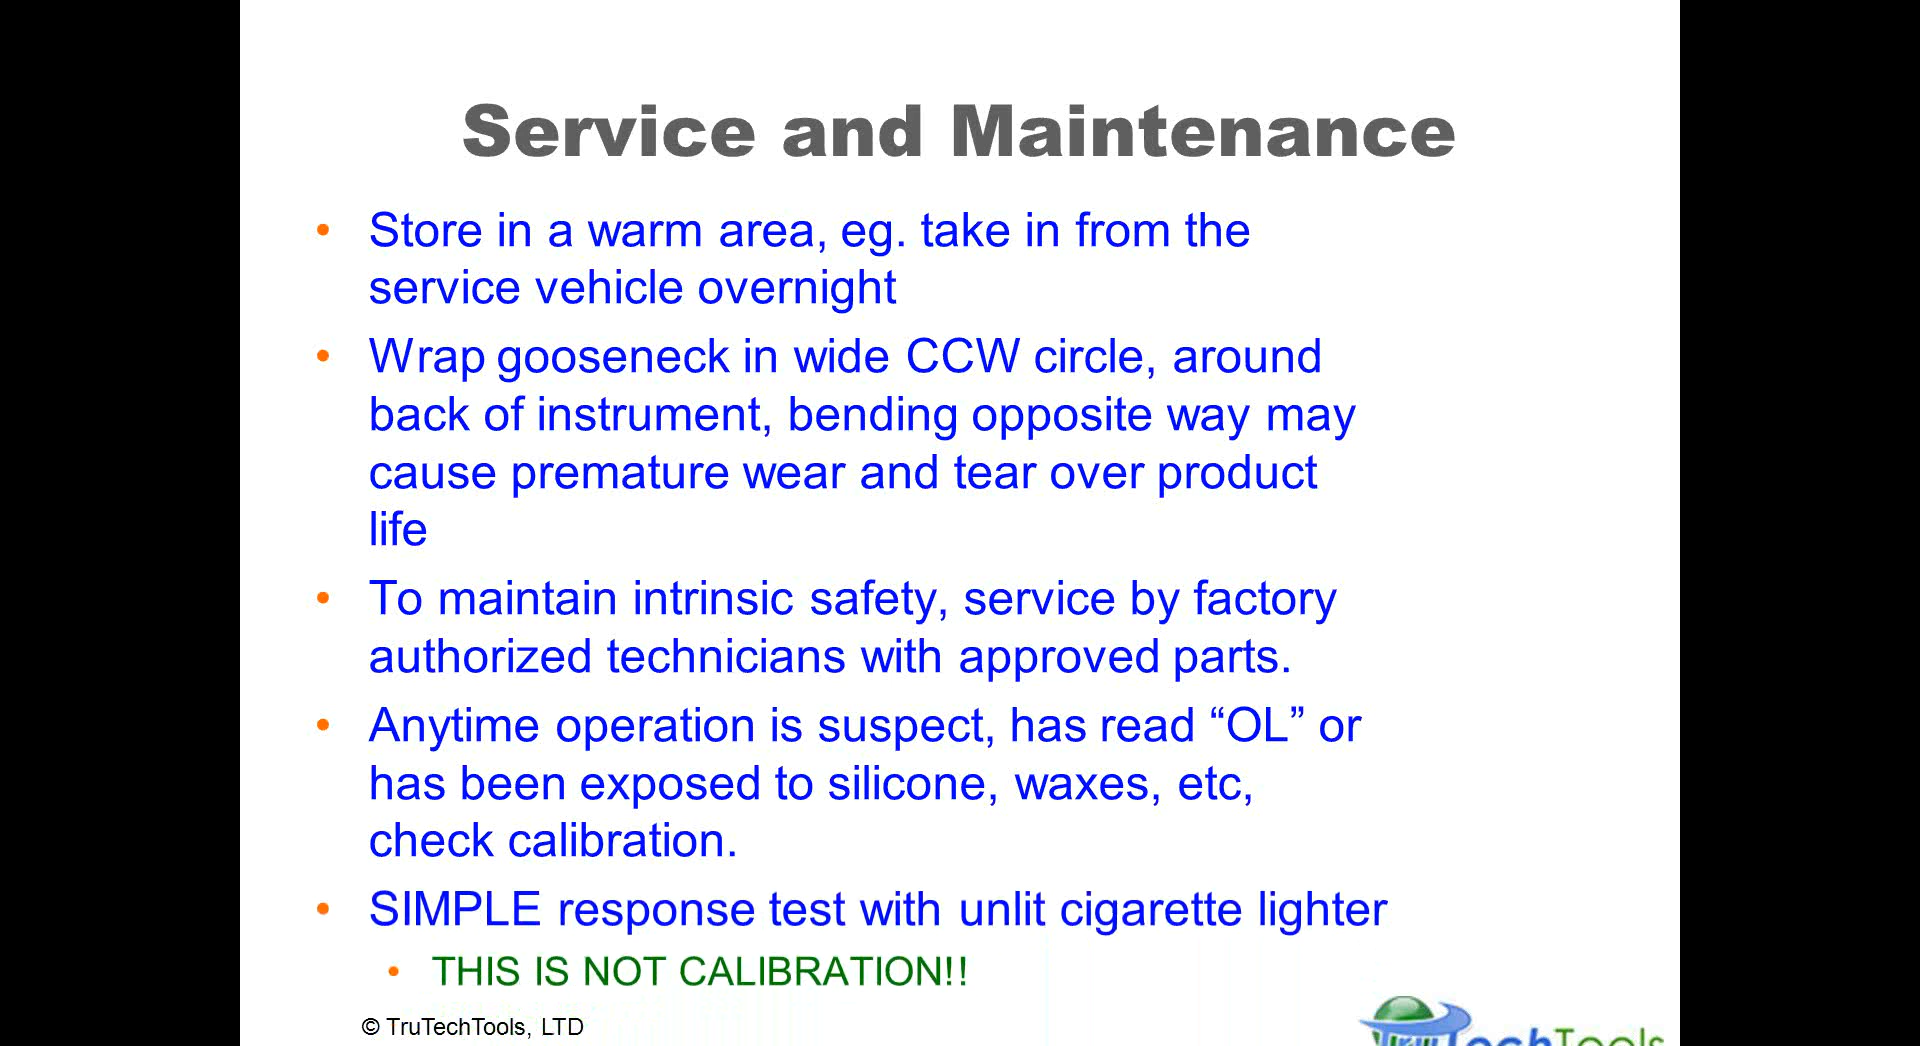 Service and Maintenance
• Store in a warm area, eg. take in from the
service vehicle overnight
• Wrap gooseneck in wide CCW circle, around
back of instrument, bending opposite way may
cause premature wear and tear over product
life
• To maintain intrinsic safety, service by factory
authorized technicians with approved parts.
• Anytime operation is suspect, has read “OL” or
has been exposed to silicone, waxes, etc,
check calibration.
• SIMPLE response test with unlit cigarette lighter
• THIS IS NOT CALIBRATION!!
© TruTechTools, LTD
TechTools